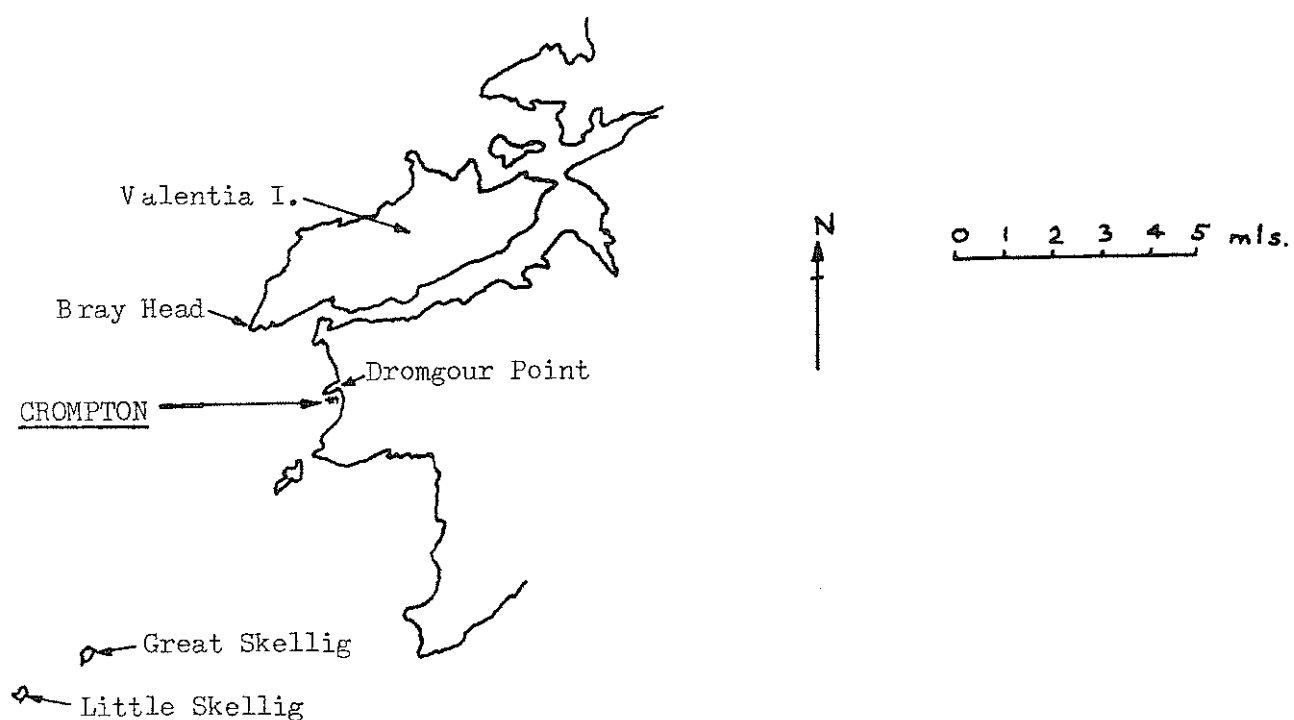 Valentia I.
N
0 1 2 3 4 5 mls.
Bray Head
Dromgour Point
CROMPTON
Great Skellig
Little Skellig